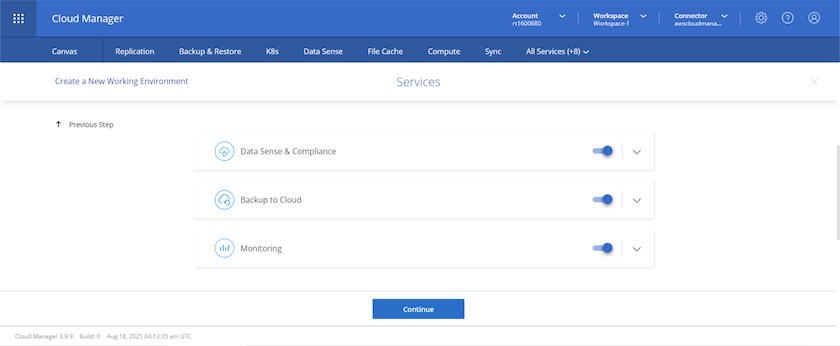 Cloud Manager
Account
rr1600680
Workspace
Workspace-1
Connector
awscloudmana...
Canvas Replication Backup & Restore K8s Data Sense File Cache Compute Sync All Services (+8)
Create a New Working Environment
Services
Previous Step
Data Sense & Compliance
Backup to Cloud
Monitoring
Continue
Cloud Manager 3.9.9 Build: 0 Aug 18, 2021 04:13:35 am UTC